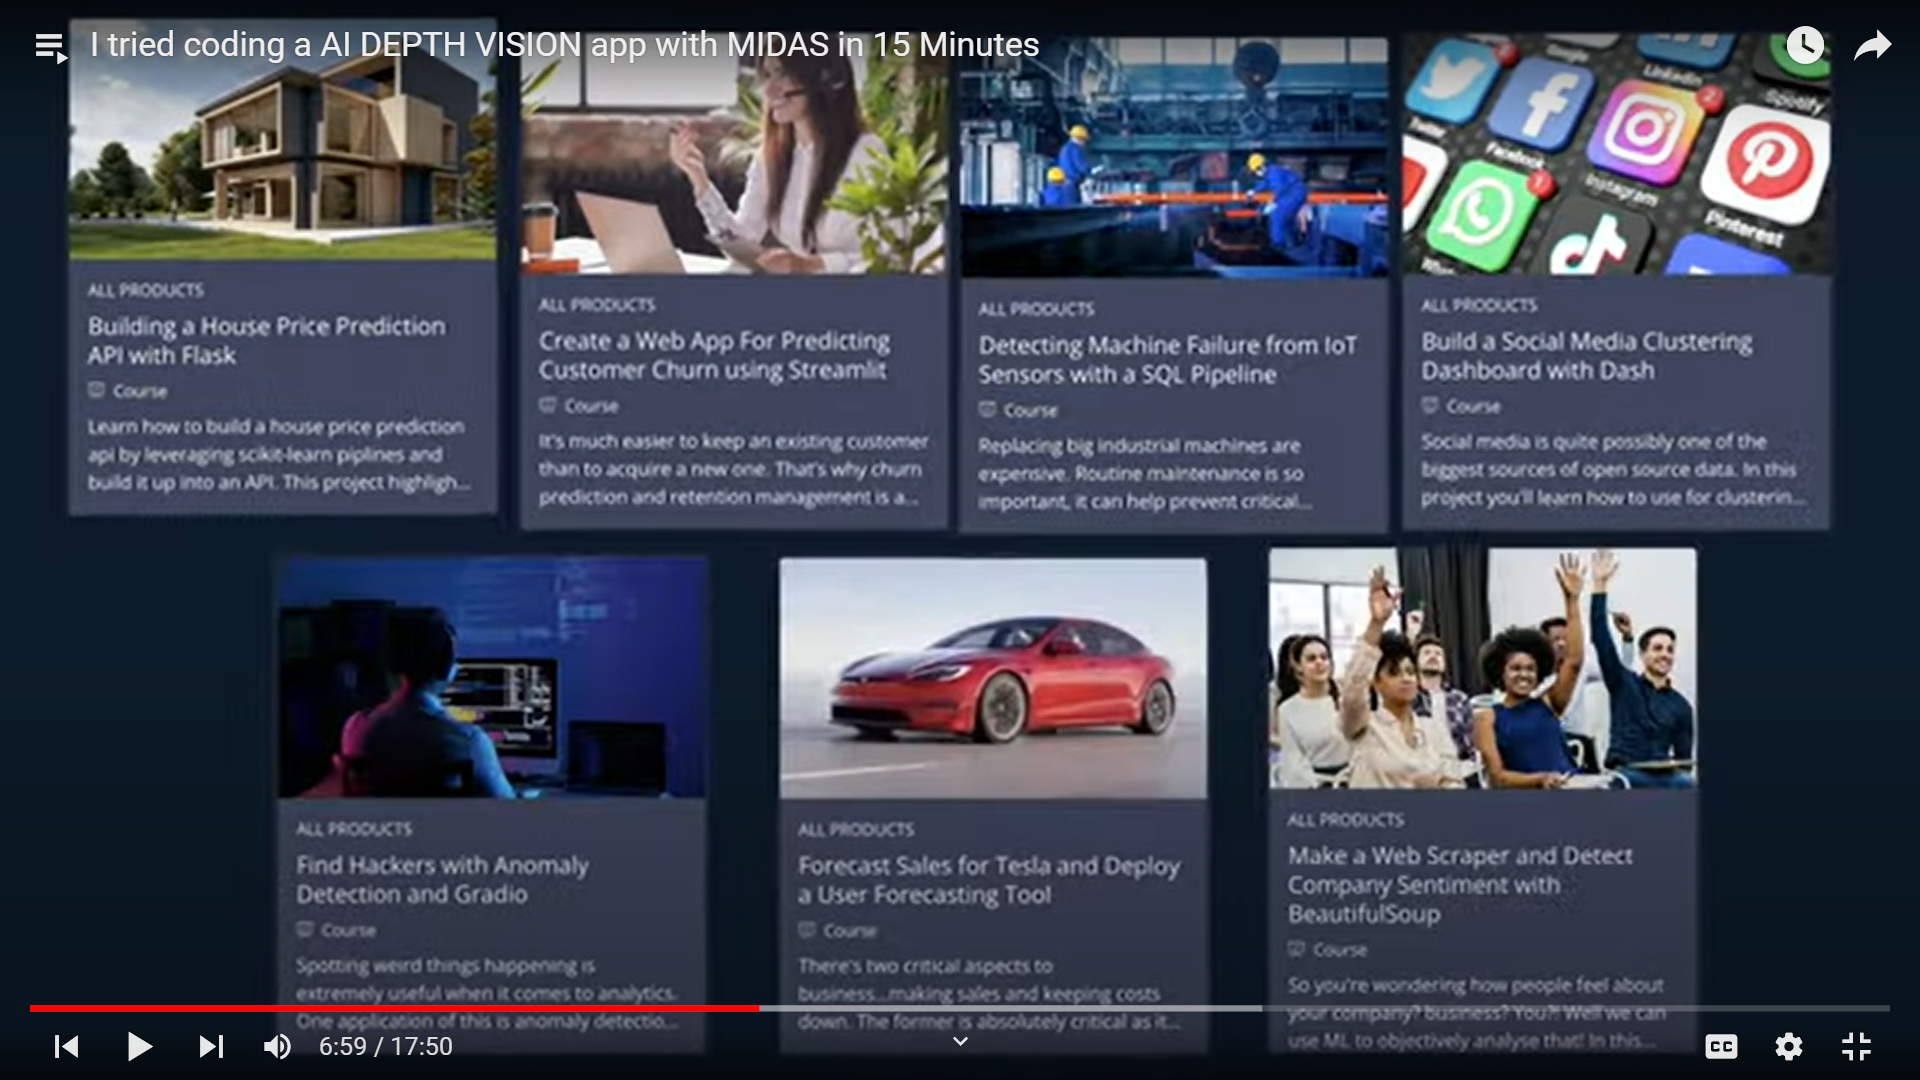 I tried coding a AI DEPTH VISION app with MIDAS in 15 Minutes
ALL PRODUCTS
Building a House Price Prediction
API with Flask
Course
Learn how to build a house price prediction
api by leveraging scikit-learn piplines and
build it up into an API. This project highligh...
ALL PRODUCTS
Create a Web App For Predicting
Customer Churn using Streamlit
Course
It's much easier to keep an existing customer
than to acquire a new one. That's why churn
prediction and retention management is a...
ALL PRODUCTS
Detecting Machine Failure from IoT
Sensors with a SQL Pipeline
Course
Replacing big industrial machines are
expensive. Routine maintenance is so
important, it can help prevent critical...
Google
LinkedIn
Spotify
2
Twitter
Facebook
Instagram
Pinterest
1
ALL PRODUCTS
Build a Social Media Clustering
Dashboard with Dash
Course
Social media is quite possibly one of the
biggest sources of open source data. In this
project you'll learn how to use for clusterin...
ALL PRODUCTS
Find Hackers with Anomaly
Detection and Gradio
Course
Spotting weird things happening is
extremely useful when it comes to analytics.
One application of this is anomaly detectio...
ALL PRODUCTS
Forecast Sales for Tesla and Deploy
a User Forecasting Tool
Course
There's two critical aspects to
business...making sales and keeping costs
down. The former is absolutely critical as it...
ALL PRODUCTS
Make a Web Scraper and Detect
Company Sentiment with
BeautifulSoup
Course
So you're wondering how people feel about
your company? business? You?! Well we can
use ML to objectively analyse that! In this...
6:59 / 17:50
CC